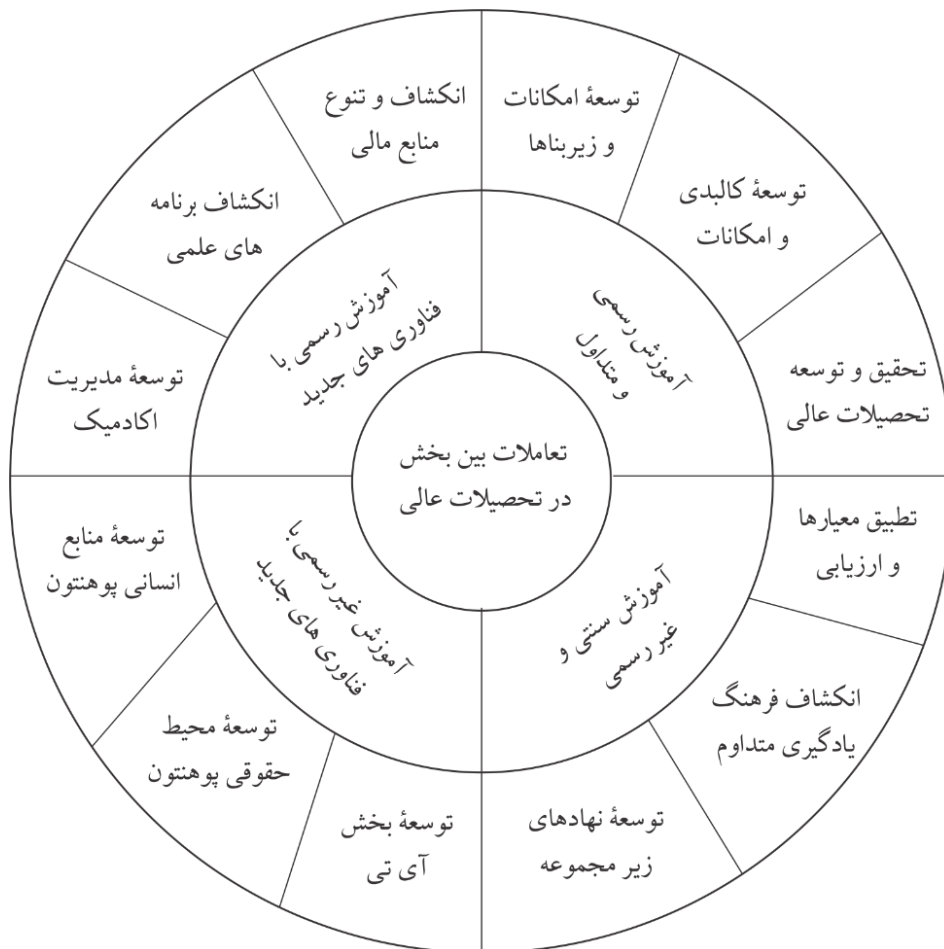 توسعهٔ امکانات
و زیربناها
توسعهٔ کالبدی
و امکانات
تحقیق و توسعه
تحصیلات عالی
تطبیق معیارها
و ارزیابی
انکشاف فرهنگ
یادگیری متداوم
توسعهٔ نهادهای
زیر مجموعه
توسعهٔ بخش
آی تی
توسعهٔ محیط
حقوقی پوهنتون
توسعهٔ منابع
انسانی پوهنتون
توسعهٔ مدیریت
اکادمیک
انکشاف برنامه
های علمی
انکشاف و تنوع
منابع مالی
آموزش رسمی
و متداول
آموزش سنتی و
غیر رسمی
آموزش غیر رسمی با
فناوری های جدید
آموزش رسمی با
فناوری های جدید
تعاملات بین بخش
در تحصیلات عالی